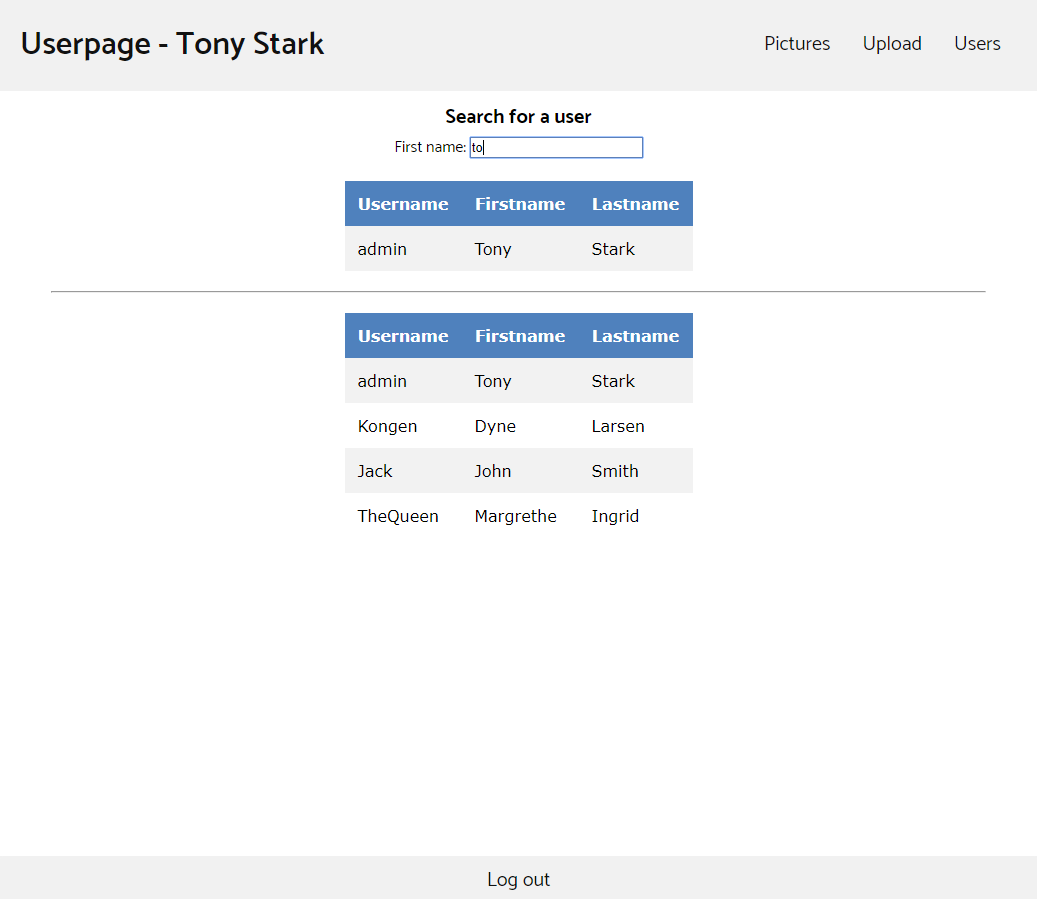 Userpage - Tony Stark Pictures Upload Users
Search for a user
First name: to
Username Firstname Lastname
admin Tony Stark
Username Firstname Lastname
admin Tony Stark
Kongen Dyne Larsen
Jack John Smith
TheQueen Margrethe Ingrid
Log out